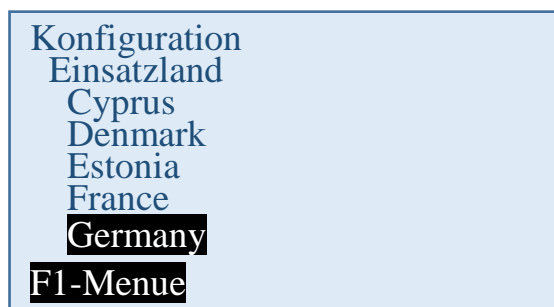 Konfiguration
Einsatzland
Cyprus
Denmark
Estonia
France
Germany
F1-Menue